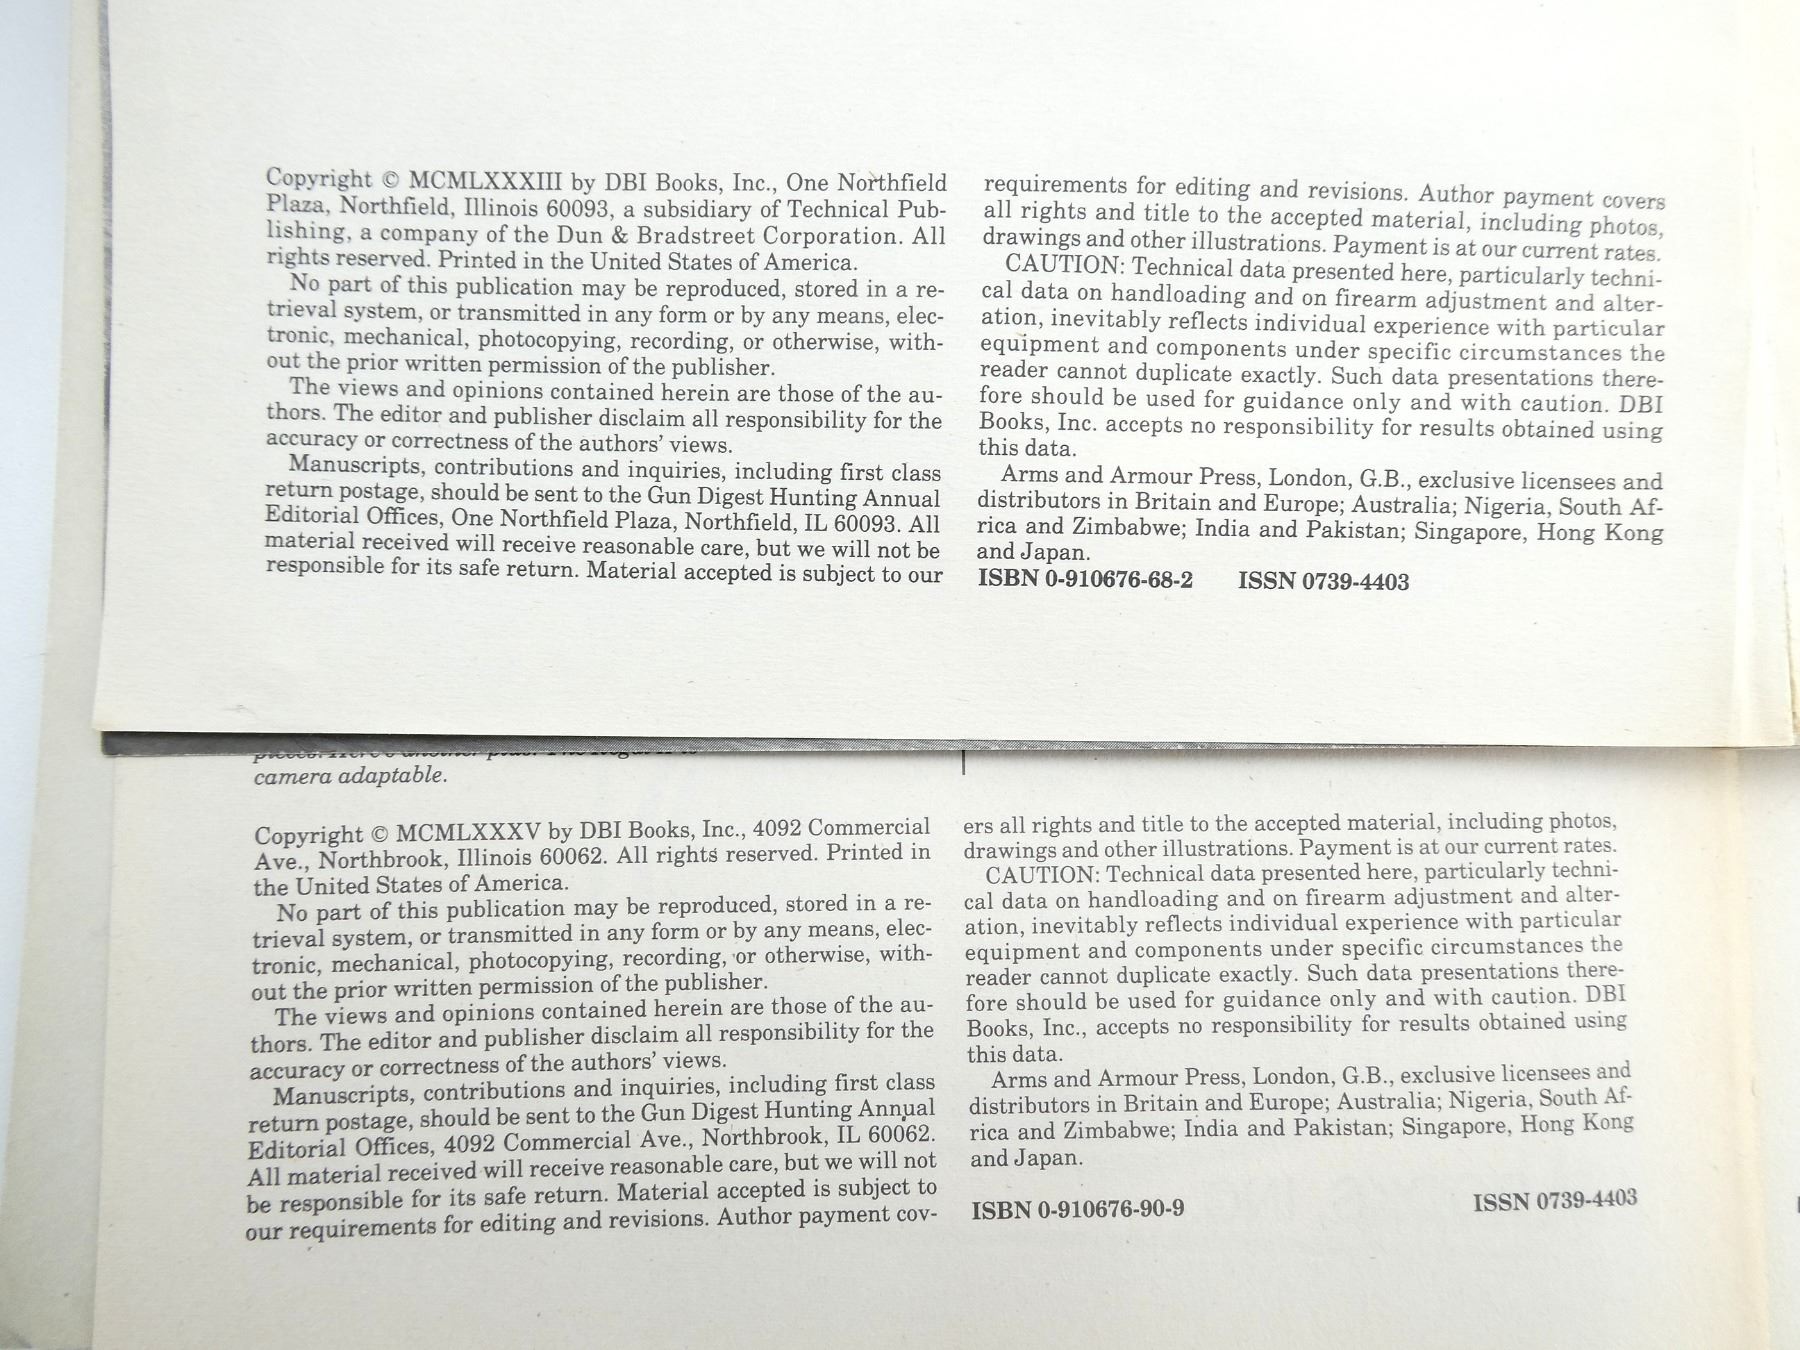 Copyright © MCMLXXXIII by DBI Books, Inc., One Northfield
Plaza, Northfield, Illinois 60093, a subsidiary of Technical Pub-
lishing, a company of the Dun & Bradstreet Corporation. All
rights reserved. Printed in the United States of America.
No part of this publication may be reproduced, stored in a re-
trieval system, or transmitted in any form or by any means, elec-
tronic, mechanical, photocopying, recording, or otherwise, with-
out the prior written permission of the publisher.
The views and opinions contained herein are those of the au-
thors. The editor and publisher disclaim all responsibility for the
accuracy or correctness of the authors' views.
Manuscripts, contributions and inquiries, including first class
return postage, should be sent to the Gun Digest Hunting Annual
Editorial Offices, One Northfield Plaza, Northfield, IL 60093. All
material received will receive reasonable care, but we will not be
responsible for its safe return. Material accepted is subject to our
requirements for editing and revisions. Author payment covers
all rights and title to the accepted material, including photos,
drawings and other illustrations. Payment is at our current rates.
CAUTION: Technical data presented here, particularly techni-
cal data on handloading and on firearm adjustment and alter-
ation, inevitably reflects individual experience with particular
equipment and components under specific circumstances the
reader cannot duplicate exactly. Such data presentations there-
fore should be used for guidance only and with caution. DBI
Books, Inc. accepts no responsibility for results obtained using
this data.
Arms and Armour Press, London, G.B., exclusive licensees and
distributors in Britain and Europe; Australia; Nigeria, South Af-
rica and Zimbabwe; India and Pakistan; Singapore, Hong Kong
and Japan.
ISBN 0-910676-68-2 ISSN 0739-4403
camera adaptable.
Copyright © MCMLXXXV by DBI Books, Inc., 4092 Commercial
Ave., Northbrook, Illinois 60062. All rights reserved. Printed in
the United States of America.
No part of this publication may be reproduced, stored in a re-
trieval system, or transmitted in any form or by any means, elec-
tronic, mechanical, photocopying, recording, or otherwise, with-
out the prior written permission of the publisher.
The views and opinions contained herein are those of the au-
thors. The editor and publisher disclaim all responsibility for the
accuracy or correctness of the authors' views.
Manuscripts, contributions and inquiries, including first class
return postage, should be sent to the Gun Digest Hunting Annual
Editorial Offices, 4092 Commercial Ave., Northbrook, IL 60062.
All material received will receive reasonable care, but we will not
be responsible for its safe return. Material accepted is subject to
our requirements for editing and revisions. Author payment cov-
ers all rights and title to the accepted material, including photos,
drawings and other illustrations. Payment is at our current rates.
CAUTION: Technical data presented here, particularly techni-
cal data on handloading and on firearm adjustment and alter-
ation, inevitably reflects individual experience with particular
equipment and components under specific circumstances the
reader cannot duplicate exactly. Such data presentations there-
fore should be used for guidance only and with caution. DBI
Books, Inc., accepts no responsibility for results obtained using
this data.
Arms and Armour Press, London, G.B., exclusive licensees and
distributors in Britain and Europe; Australia; Nigeria, South Af-
rica and Zimbabwe; India and Pakistan; Singapore, Hong Kong
and Japan.
ISBN 0-910676-90-9 ISSN 0739-4403